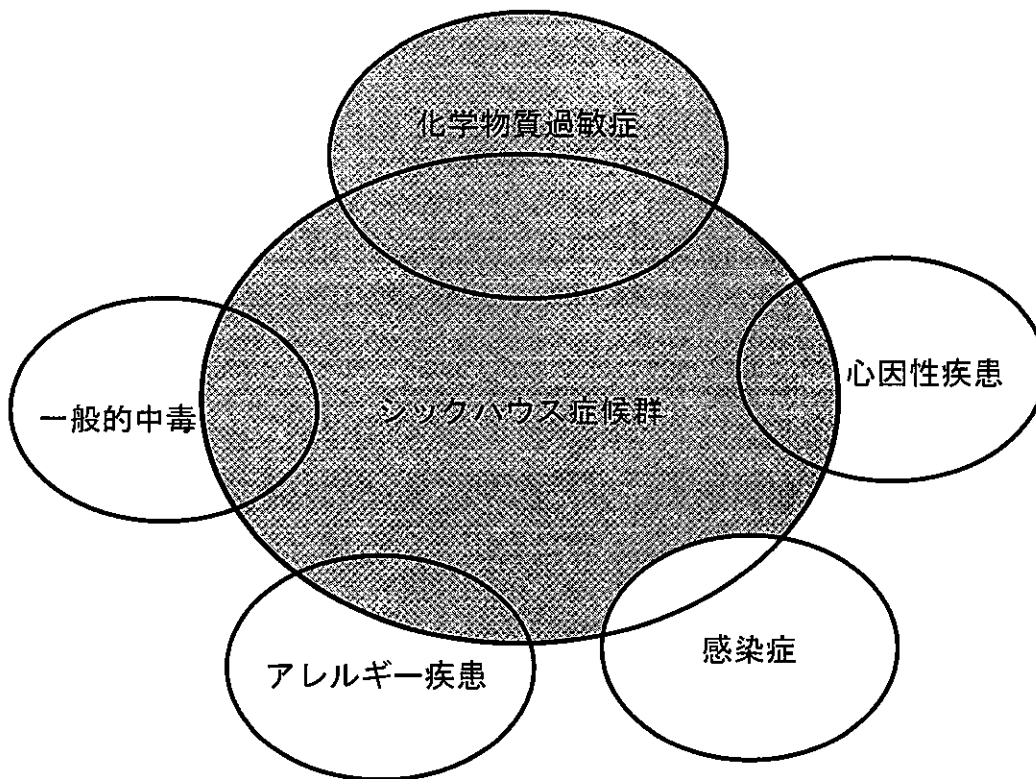 化学物質過敏症
心因性疾患
一般的中毒
シックハウス症候群
感染症
アレルギー疾患